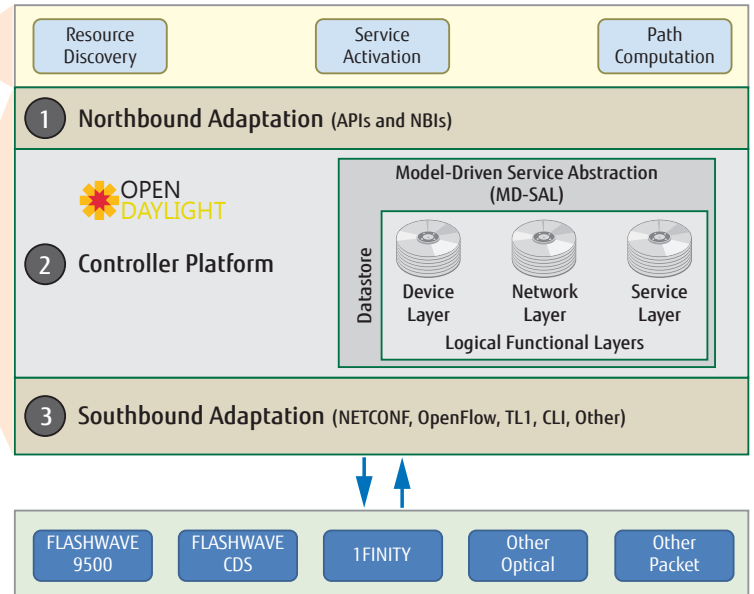 Resource
Discovery
Service
Activation
Path
Computation
1 Northbound Adaptation (APIs and NBIs)
OPEN
DAYLIGHT
2 Controller Platform
Model-Driven Service Abstraction
(MD-SAL)
Datastore
Device
Layer
Network
Layer
Service
Layer
Logical Functional Layers
3 Southbound Adaptation (NETCONF, OpenFlow, TL1, CLI, Other)
FLASHWAVE
9500
FLASHWAVE
CDS
1FINITY
Other
Optical
Other
Packet